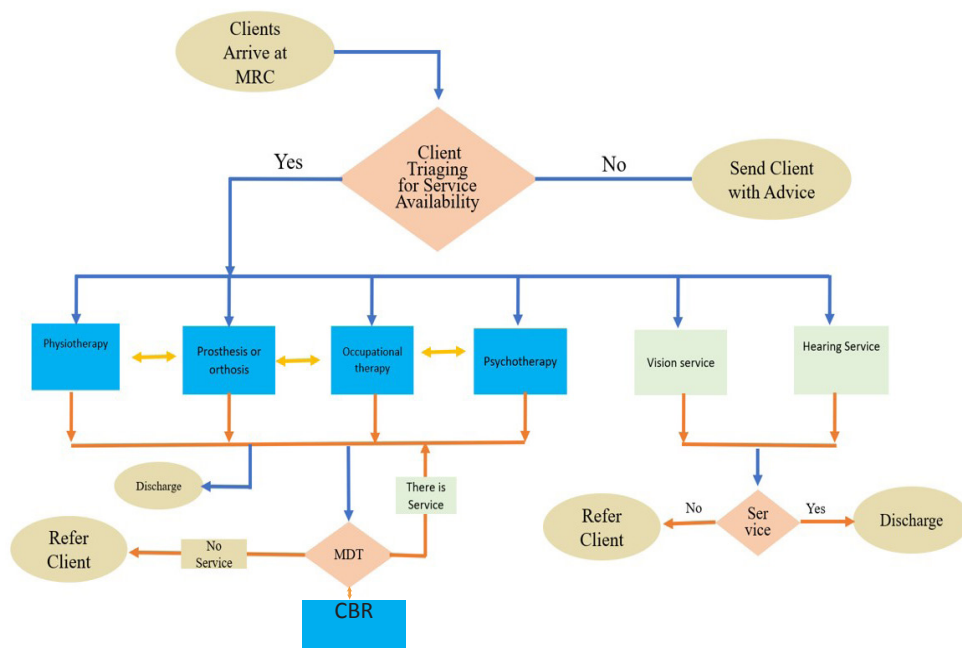 Clients
Arrive at
MRC
Client
Triaging
for Service
Availability
Yes
No
Send Client
with Advice
Physiotherapy
Prosthesis or
orthosis
Occupational
therapy
Psychotherapy
Vision service
Hearing Service
Discharge
There is
Service
Refer
Client
No
Service
MDT
CBR
Refer
Client
No
Ser
vice
Yes
Discharge